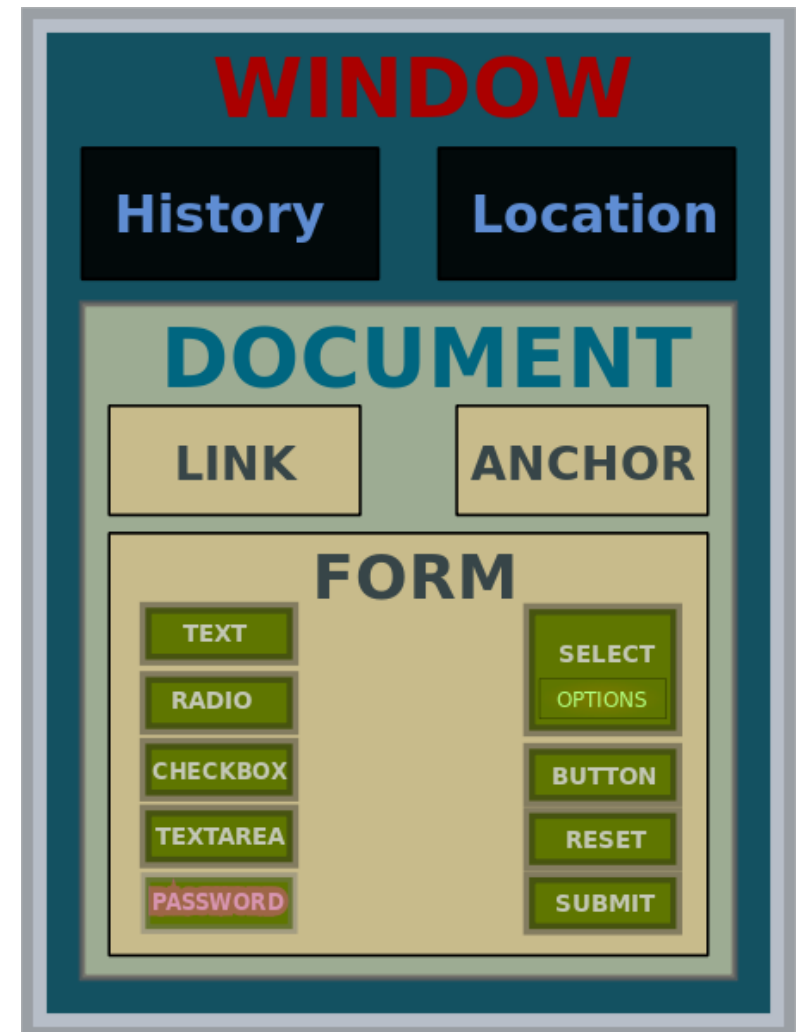 WINDOW
History
Location
DOCUMENT
LINK
ANCHOR
FORM
TEXT
RADIO
CHECKBOX
TEXTAREA
PASSWORD
SELECT
OPTIONS
BUTTON
RESET
SUBMIT